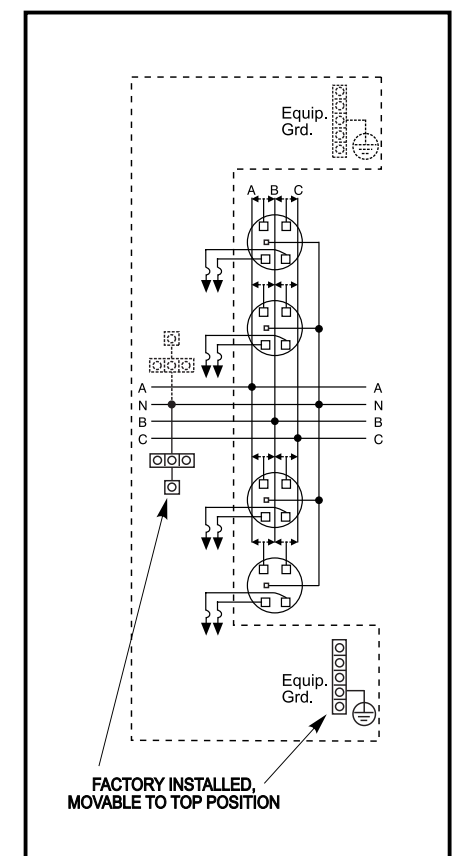 Equip.
Grd.
A B C
A A
N N
B B
C C
Equip.
Grd.
FACTORY INSTALLED,
MOVABLE TO TOP POSITION